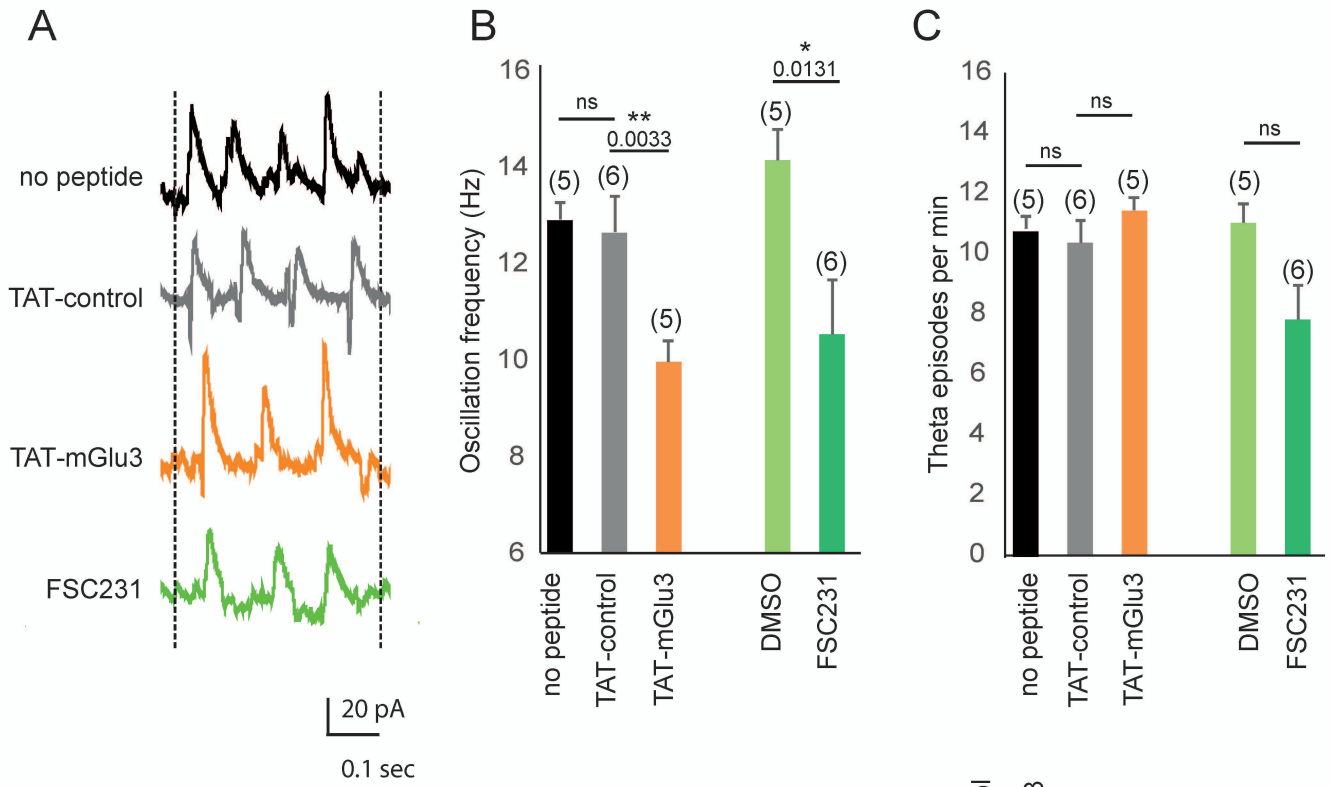 A
no peptide
TAT-control
TAT-mGlu3
FSC231
20 pA
0.1 sec
B
Oscillation frequency (Hz)
16
14
12
10
8
6
ns
**
0.0033
*
0.0131
(5)
(6)
(5)
(5)
(6)
no peptide
TAT-control
TAT-mGlu3
DMSO
FSC231
C
Theta episodes per min
16
14
12
10
8
6
4
2
0
ns
ns
ns
(5)
(6)
(5)
(5)
(6)
no peptide
TAT-control
TAT-mGlu3
DMSO
FSC231